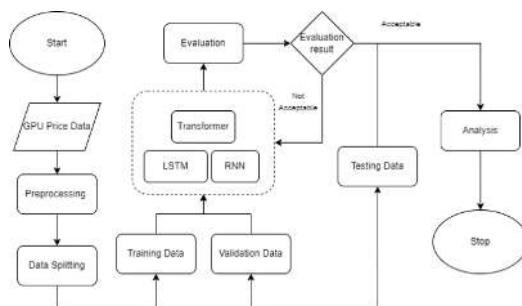 Start
GPU Price Data
Preprocessing
Data Splitting
Evaluation
Evaluation
result
Acceptable
Not
Acceptable
Transformer
LSTM
RNN
Training Data
Validation Data
Testing Data
Analysis
Stop